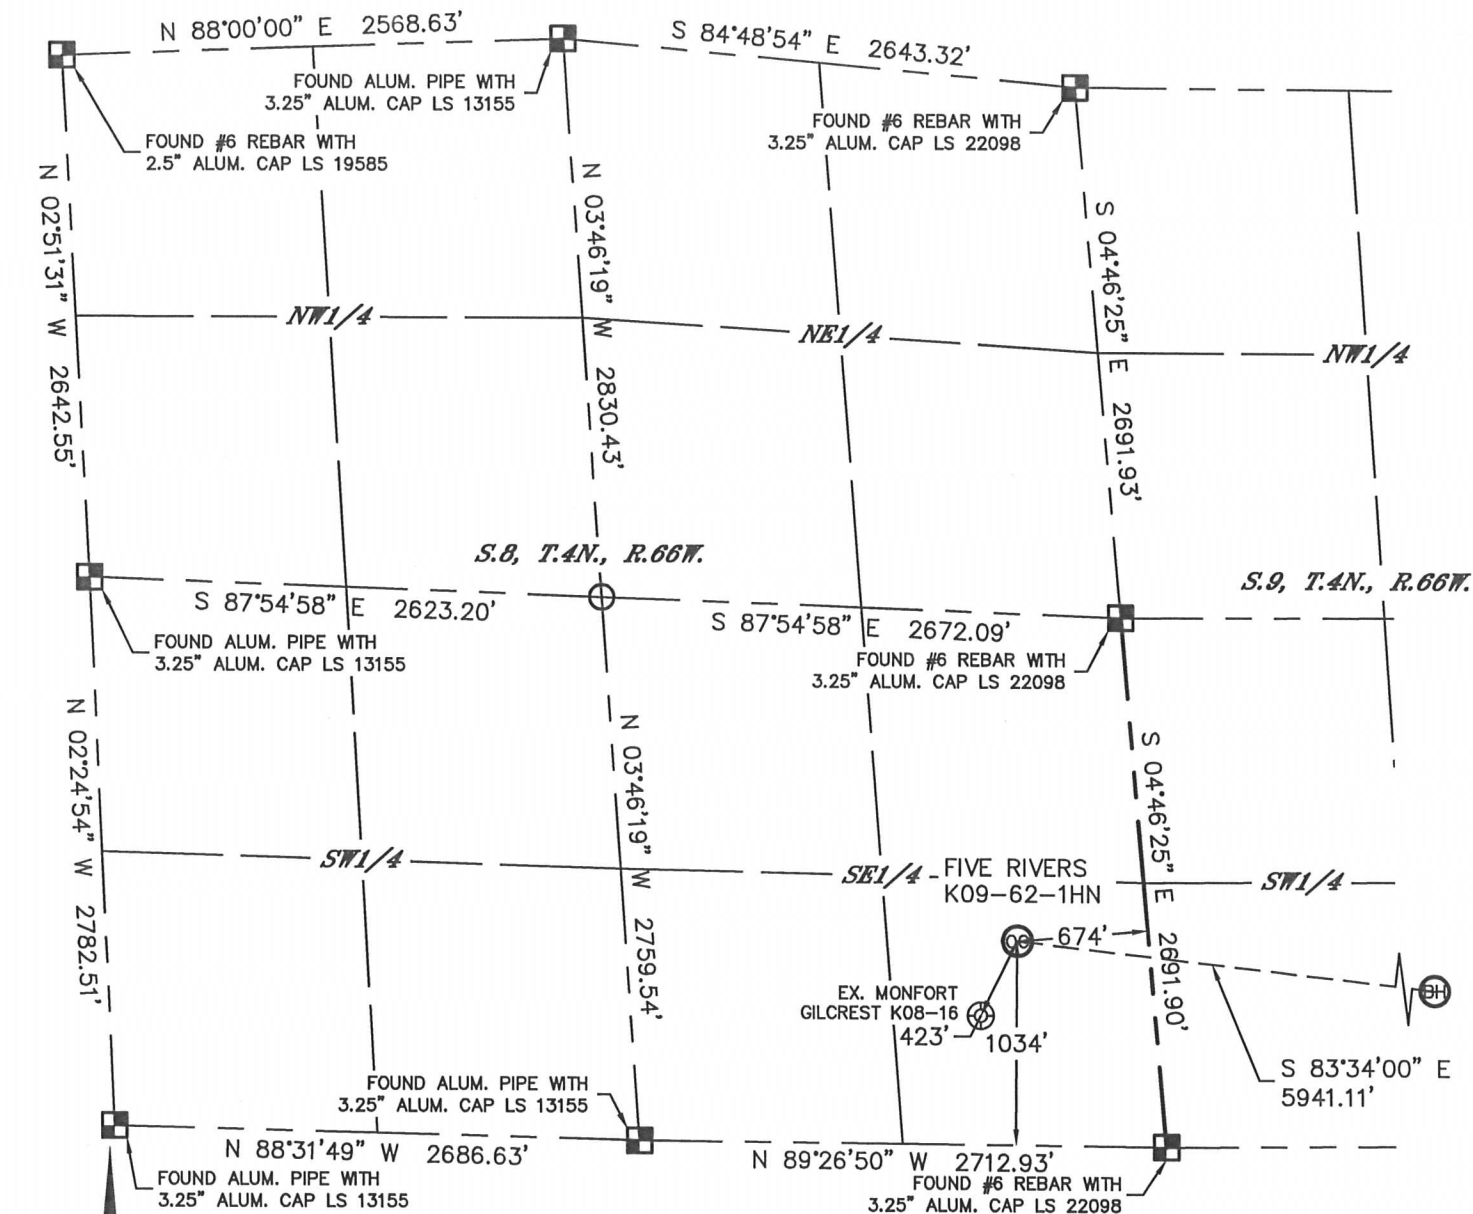 N 88°00'00" E 2568.63'
S 84°48'54" E 2643.32'
FOUND ALUM. PIPE WITH
3.25" ALUM. CAP LS 13155
FOUND #6 REBAR WITH
3.25" ALUM. CAP LS 22098
FOUND #6 REBAR WITH
2.5" ALUM. CAP LS 19585
N 02°51'31" W 2642.55'
N 03°46'19" W 2830.43'
S 04°46'25" E 2691.93'
NW1/4
NE1/4
NW1/4
S.8, T.4N., R.66W.
S.9, T.4N., R.66W.
S 87°54'58" E 2623.20'
S 87°54'58" E 2672.09'
FOUND ALUM. PIPE WITH
3.25" ALUM. CAP LS 13155
FOUND #6 REBAR WITH
3.25" ALUM. CAP LS 22098
N 02°24'54" W 2782.51'
N 03°46'19" W 2759.54'
S 04°46'25" E 2691.90'
SW1/4
SE1/4
FIVE RIVERS
K09-62-1HN
SW1/4
OG
674'
EX. MONFORT
GILCREST K08-16
423'
1034'
BH
S 83°34'00" E
5941.11'
FOUND ALUM. PIPE WITH
3.25" ALUM. CAP LS 13155
N 88°31'49" W 2686.63'
N 89°26'50" W 2712.93'
FOUND ALUM. PIPE WITH
3.25" ALUM. CAP LS 13155
FOUND #6 REBAR WITH
3.25" ALUM. CAP LS 22098